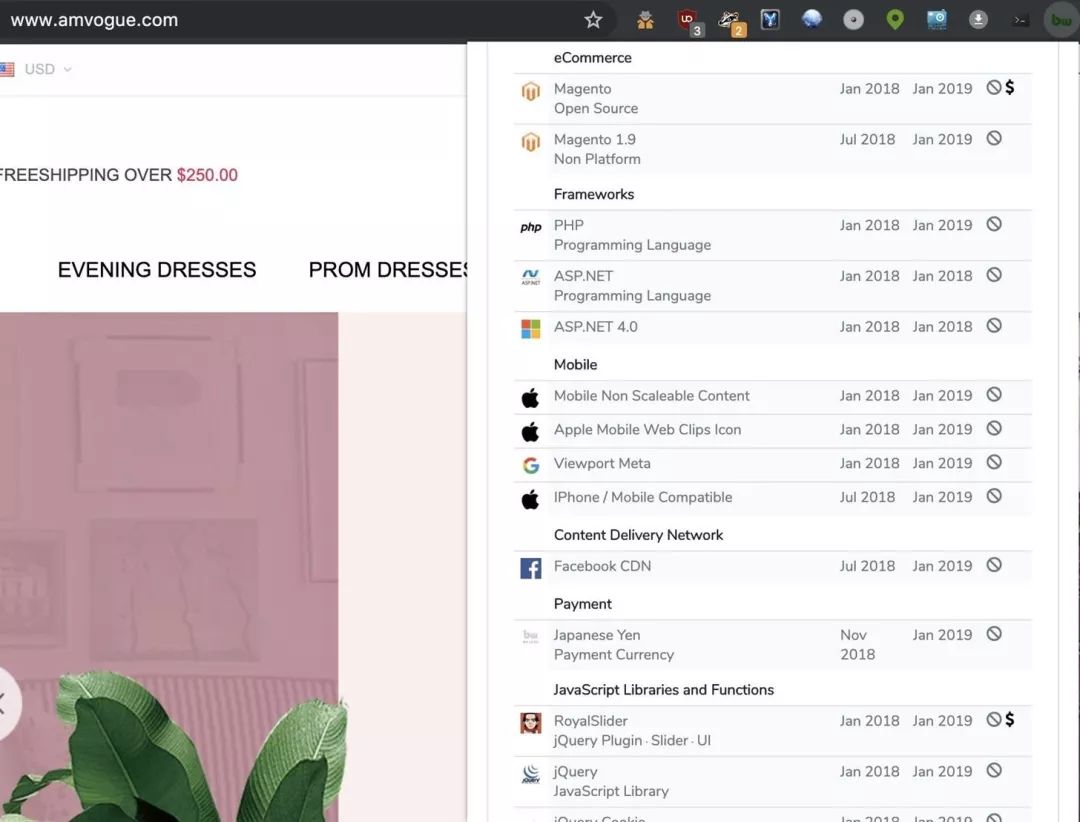 www.amvogue.com
3
2
bw
USD
FREESHIPPING OVER $250.00
EVENING DRESSES
PROM DRESSES
eCommerce
Magento Jan 2018 Jan 2019 $
Open Source
Magento 1.9 Jul 2018 Jan 2019
Non Platform
Frameworks
php PHP Jan 2018 Jan 2019
Programming Language
ASP.NET ASP.NET Jan 2018 Jan 2018
Programming Language
ASP.NET 4.0 Jan 2018 Jan 2018
Mobile
Mobile Non Scaleable Content Jan 2018 Jan 2019
Apple Mobile Web Clips Icon Jan 2018 Jan 2019
Viewport Meta Jan 2018 Jan 2019
IPhone / Mobile Compatible Jul 2018 Jan 2019
Content Delivery Network
Facebook CDN Jul 2018 Jan 2019
Payment
bw Japanese Yen Nov 2018 Jan 2019
Payment Currency
JavaScript Libraries and Functions
RoyalSlider Jan 2018 Jan 2019 $
jQuery Plugin · Slider · UI
jQuery jQuery Jan 2018 Jan 2019
JavaScript Library
jQuery Cookie Jan 2018 Jan 2019